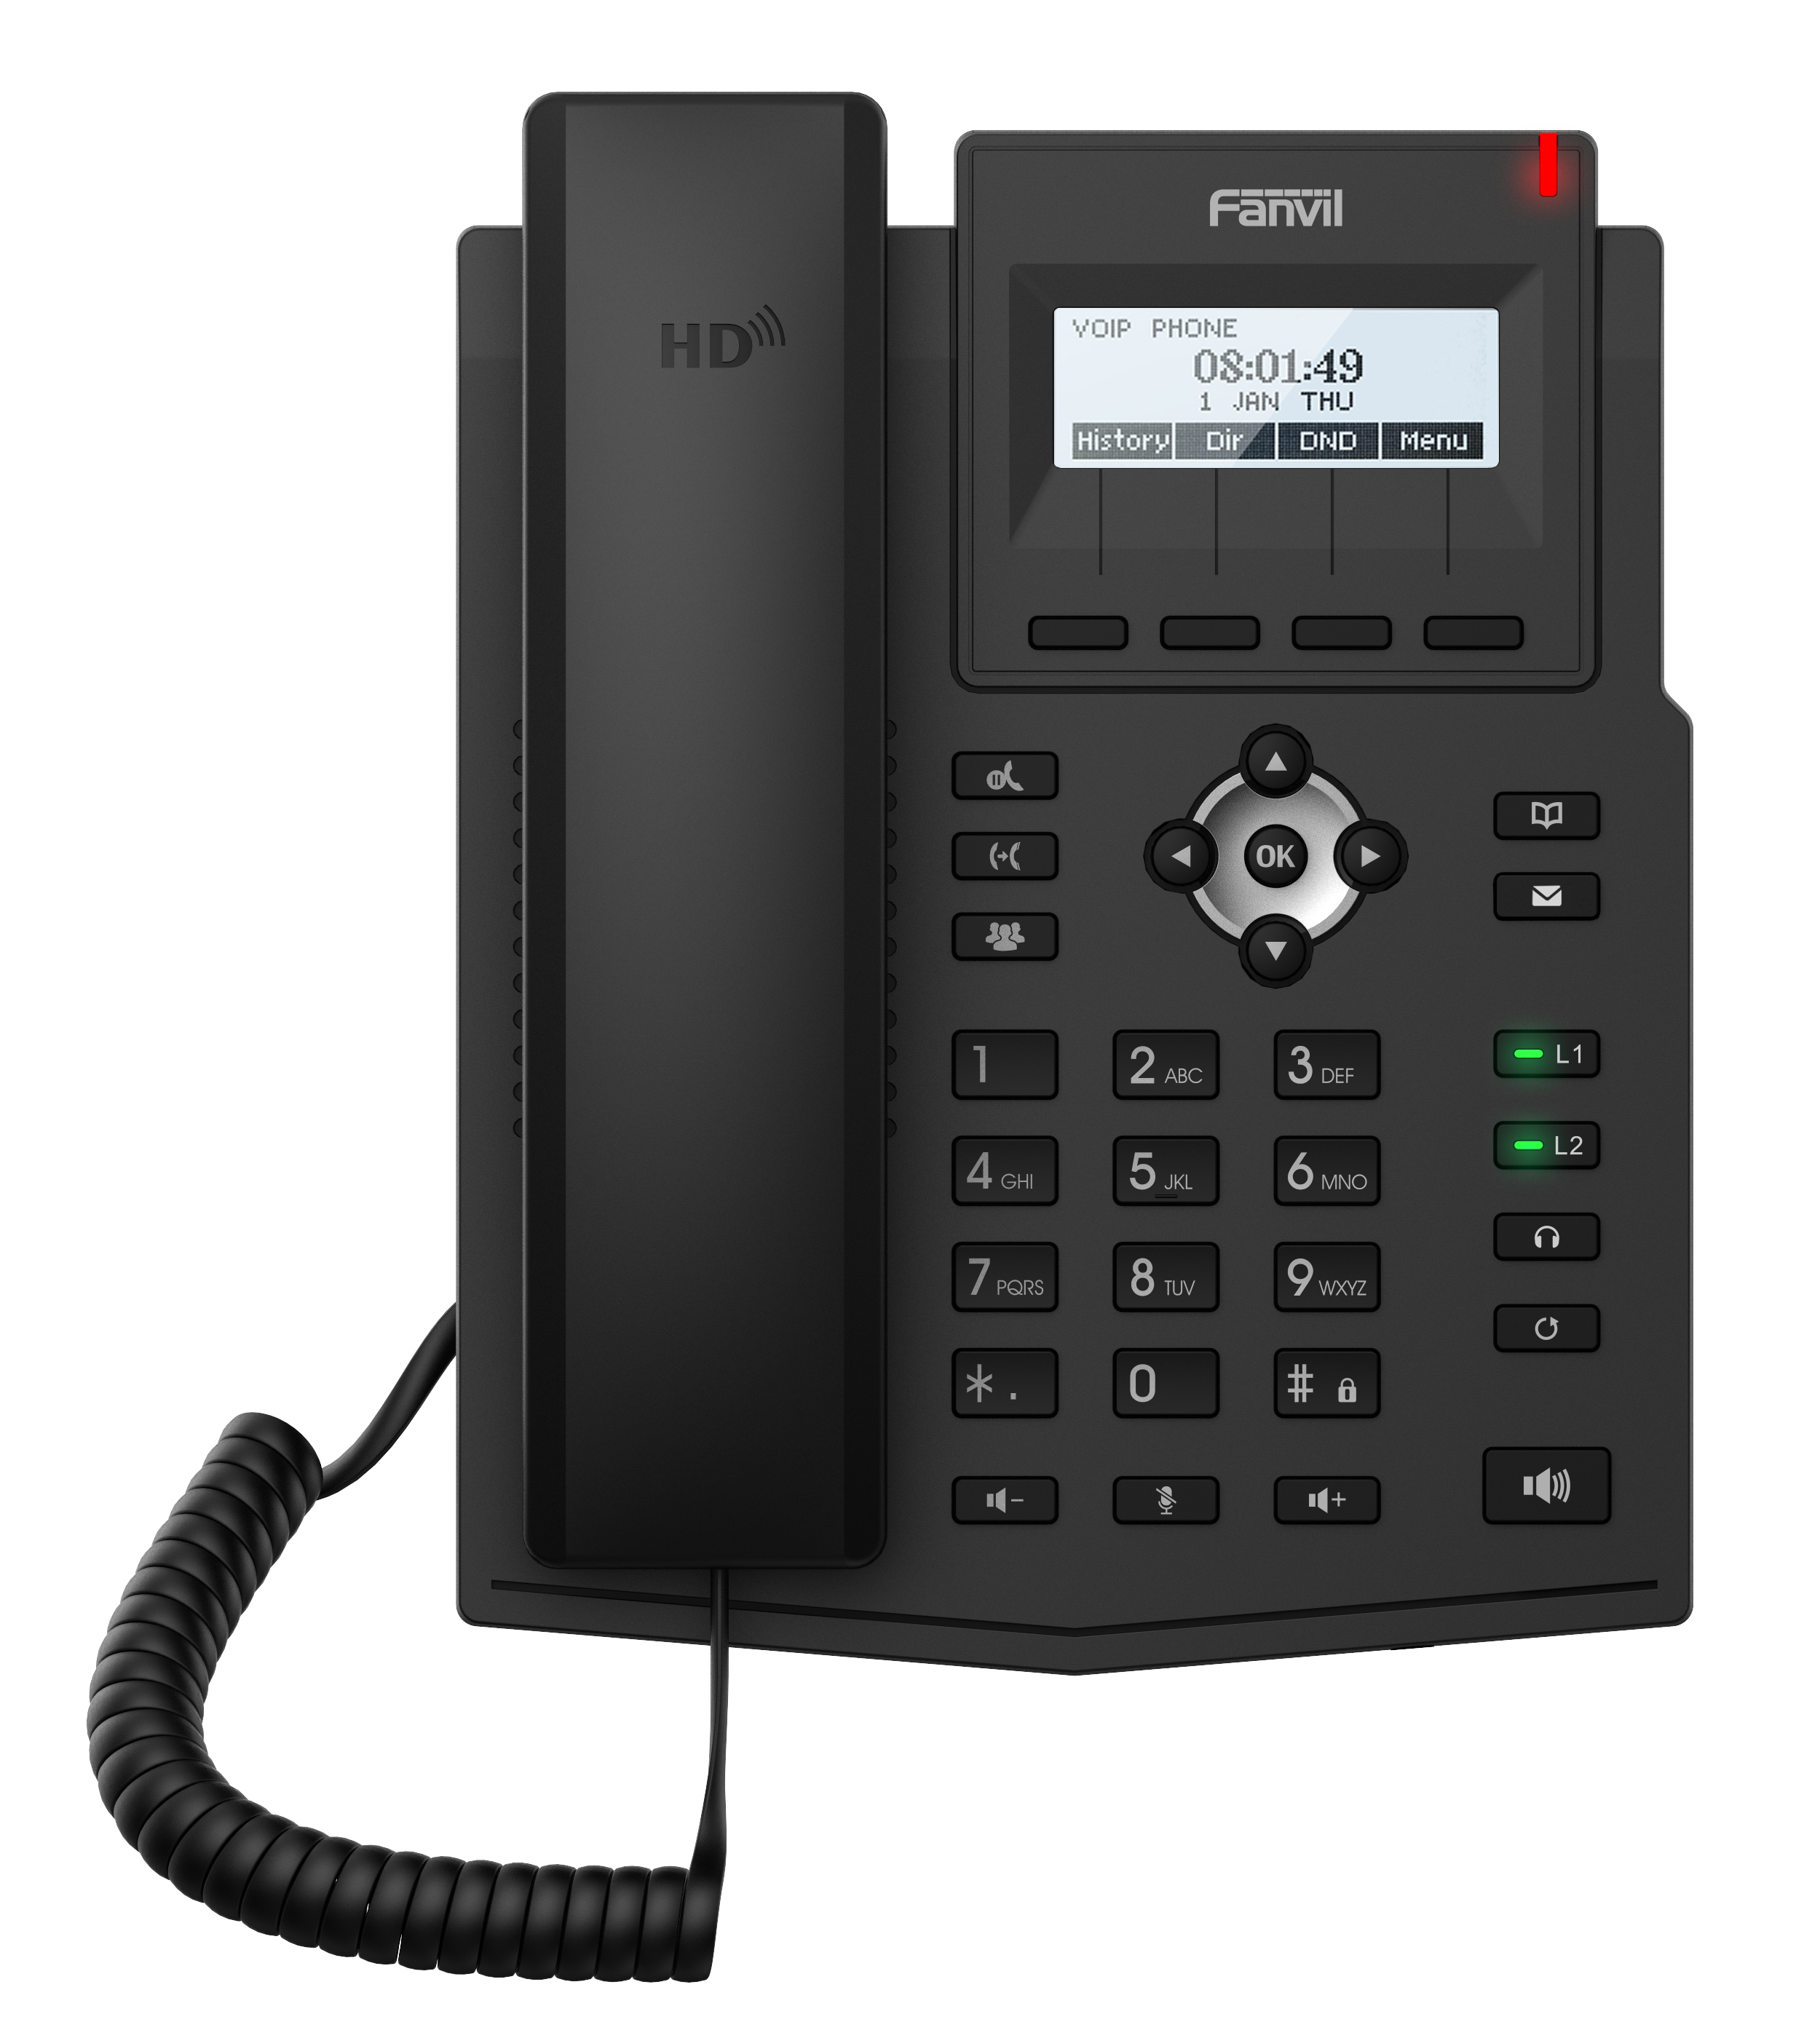 Fanvil
HD
VOIP PHONE
08:01:49
1 JAN THU
History Dir DND Menu
OK
1 2 ABC 3 DEF
L1
4 GHI 5 JKL 6 MNO
L2
7 PQRS 8 TUV 9 WXYZ
* . 0 #
- +